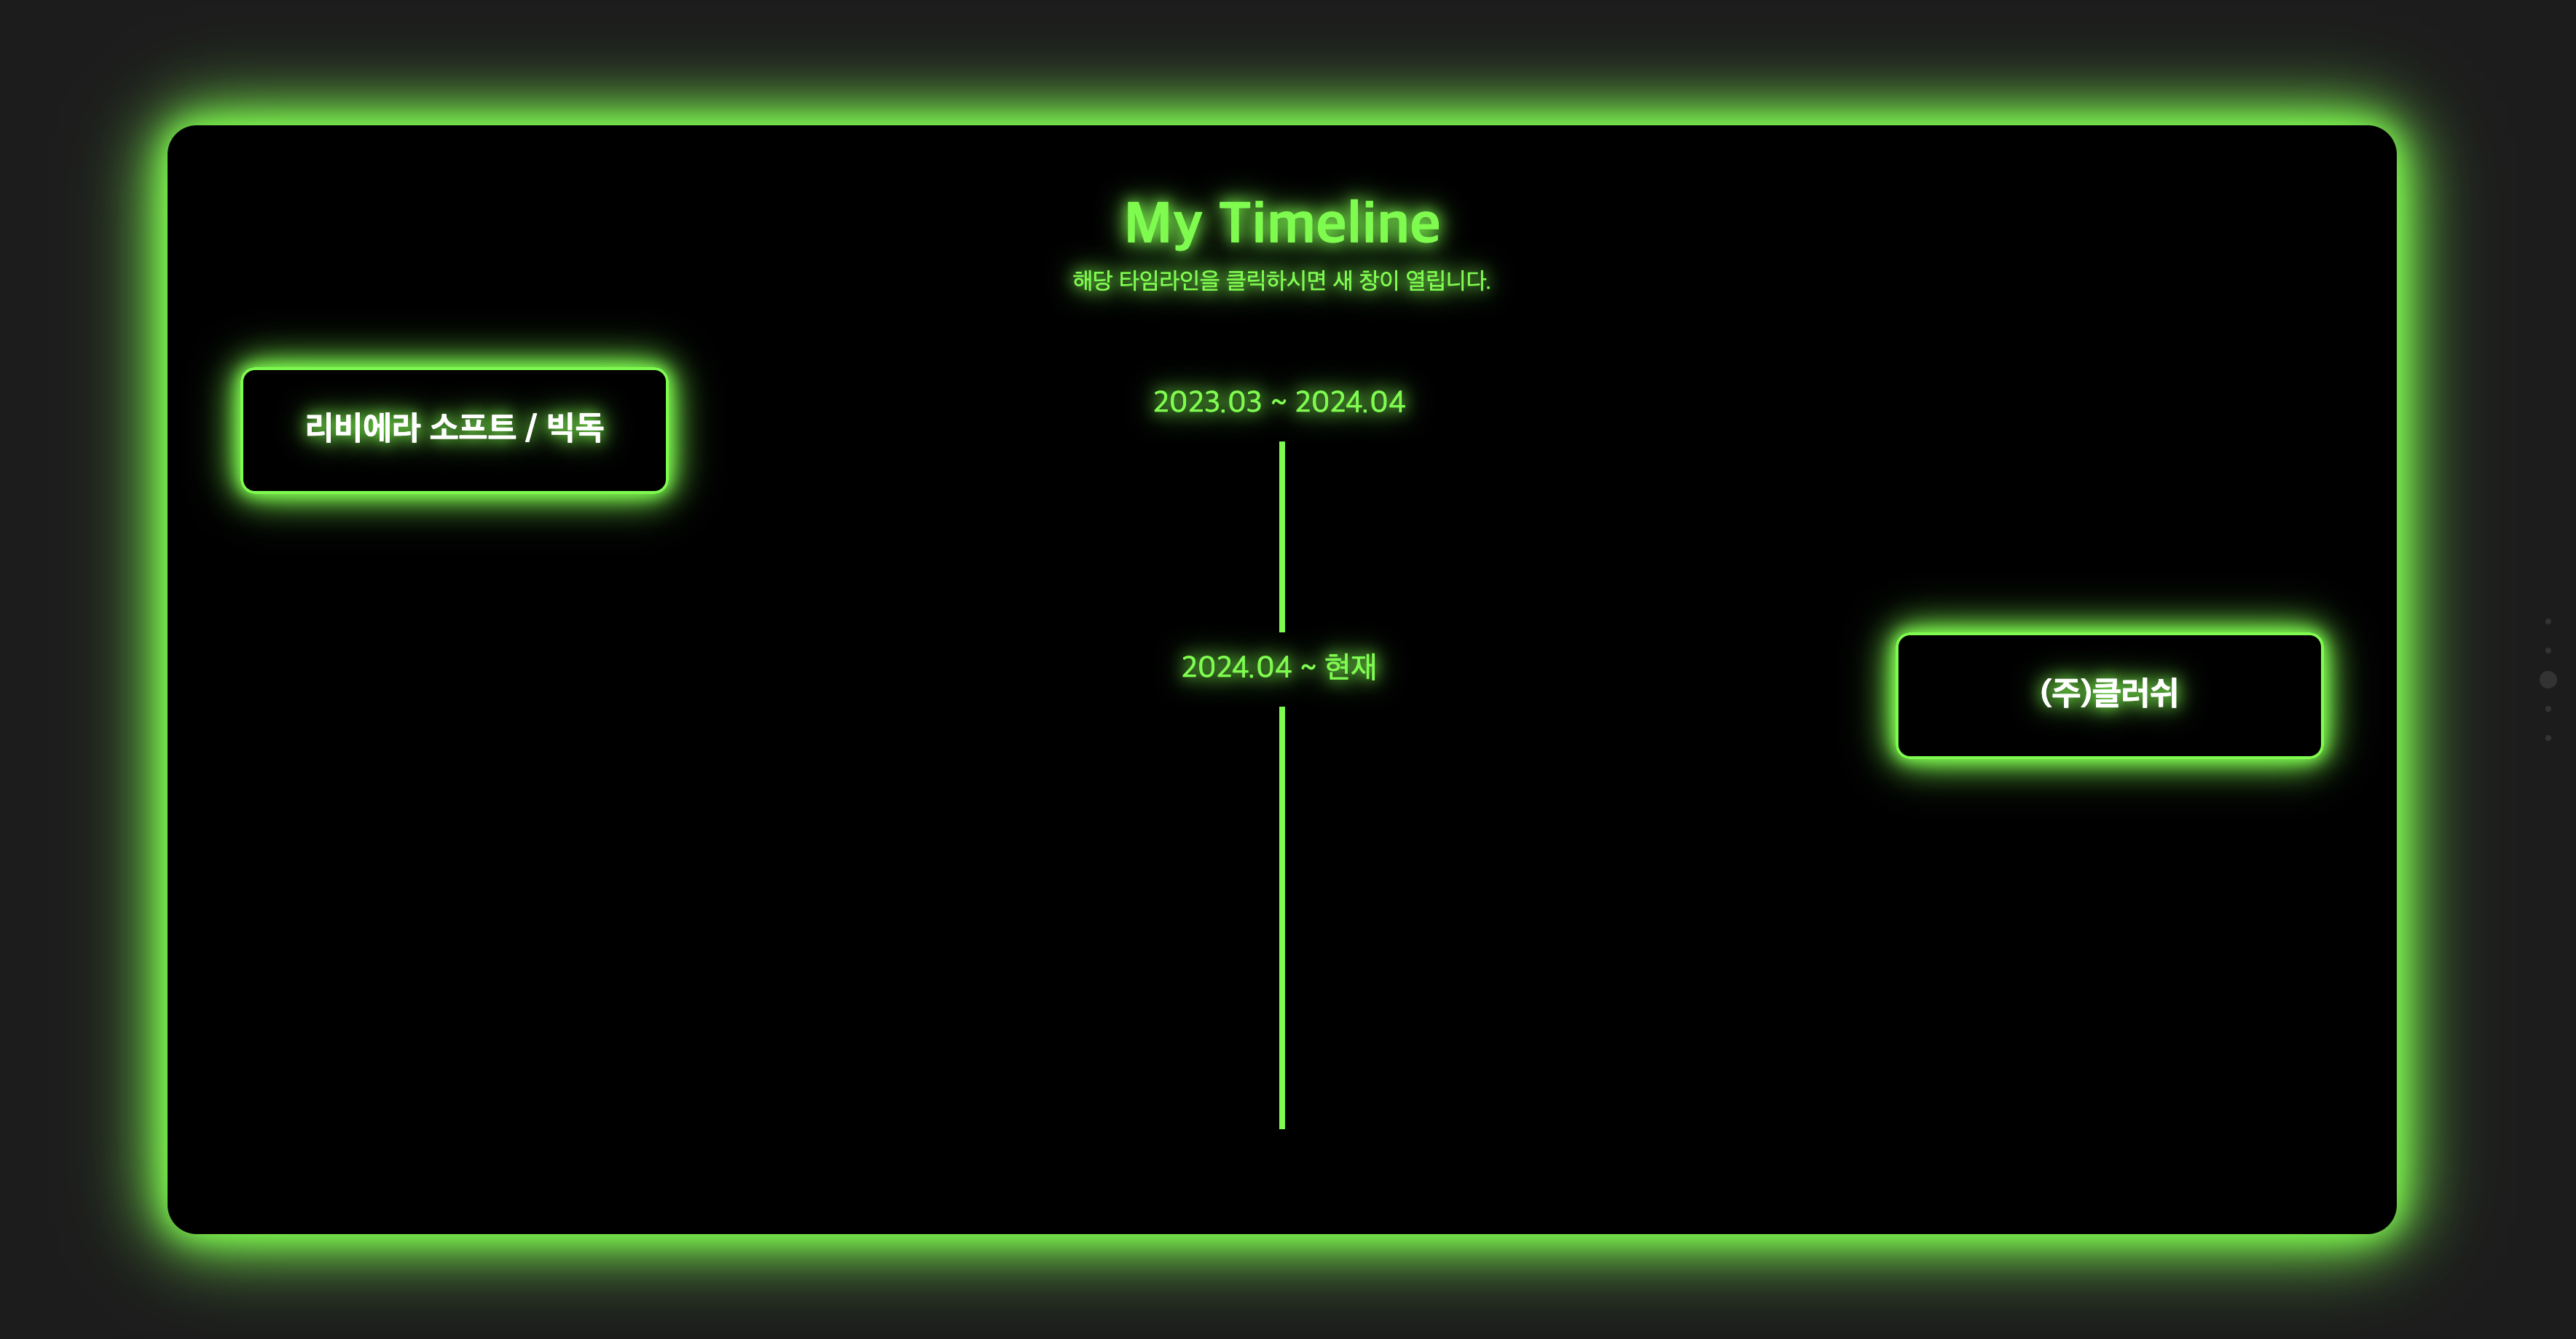 My Timeline
해당 타임라인을 클릭하시면 새 창이 열립니다.
리비에라 소프트 / 빅독
2023.03 ~ 2024.04
2024.04 ~ 현재
(주)클러쉬